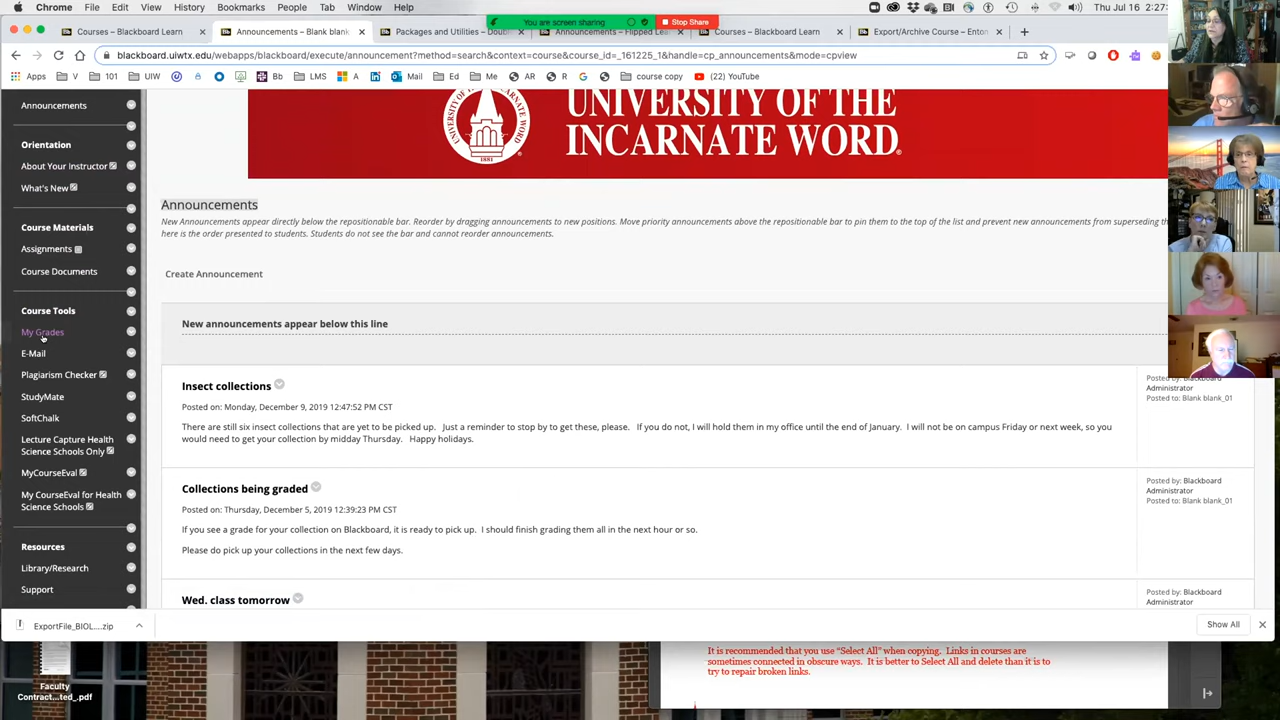 Chrome File Edit View History Bookmarks People Tab Window Help Thu Jul 16 2:27:
You are screen sharing Stop Share
Courses – Blackboard Learn Announcements – Blank blank Packages and Utilities – Doub Announcements – Flipped Lear Courses – Blackboard Learn Export/Archive Course – Ento
blackboard.uiwtx.edu/webapps/blackboard/execute/announcement?method=search&context=course&course_id=_161225_1&handle=cp_announcements&mode=cpview
Apps V 101 UIW Bb LMS A Mail Ed Me AR R course copy (22) YouTube
Announcements
Orientation
About Your Instructor
What's New
Course Materials
Assignments
Course Documents
Course Tools
My Grades
E-Mail
Plagiarism Checker
StudyMate
SoftChalk
Lecture Capture Health
Science Schools Only
MyCourseEval
My CourseEval for Health
Science Schools
Resources
Library/Research
Support
UNIVERSITY OF THE
INCARNATE WORD
1881
Announcements
New Announcements appear directly below the repositionable bar. Reorder by dragging announcements to new positions. Move priority announcements above the repositionable bar to pin them to the top of the list and prevent new announcements from superseding th
here is the order presented to students. Students do not see the bar and cannot reorder announcements.
Create Announcement
New announcements appear below this line
Insect collections
Posted on: Monday, December 9, 2019 12:47:52 PM CST
There are still six insect collections that are yet to be picked up. Just a reminder to stop by to get these, please. If you do not, I will hold them in my office until the end of January. I will not be on campus Friday or next week, so you
would need to get your collection by midday Thursday. Happy holidays.
Posted by: Blackboard
Administrator
Posted to: Blank blank_01
Collections being graded
Posted on: Thursday, December 5, 2019 12:39:23 PM CST
If you see a grade for your collection on Blackboard, it is ready to pick up. I should finish grading them all in the next hour or so.
Please do pick up your collections in the next few days.
Posted by: Blackboard
Administrator
Posted to: Blank blank_01
Wed. class tomorrow
Posted by: Blackboard
Administrator
ExportFile_BIOL....zip
Show All
It is recommended that you use "Select All" when copying. Links in courses are
sometimes connected in obscure ways. It is better to Select All and delete than it is to
try to repair broken links.
Faculty
Contract...ted_.pdf